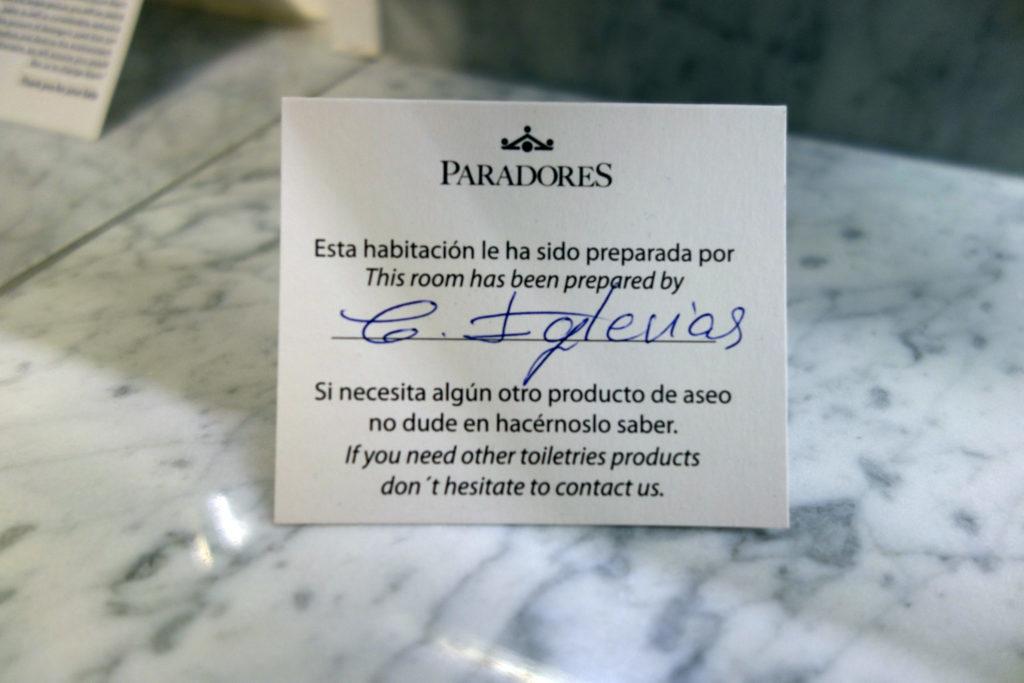 PARADORES
Esta habitación le ha sido preparada por
This room has been prepared by
C. Iglesias
Si necesita algún otro producto de aseo
no dude en hacérnoslo saber.
If you need other toiletries products
don´t hesitate to contact us.